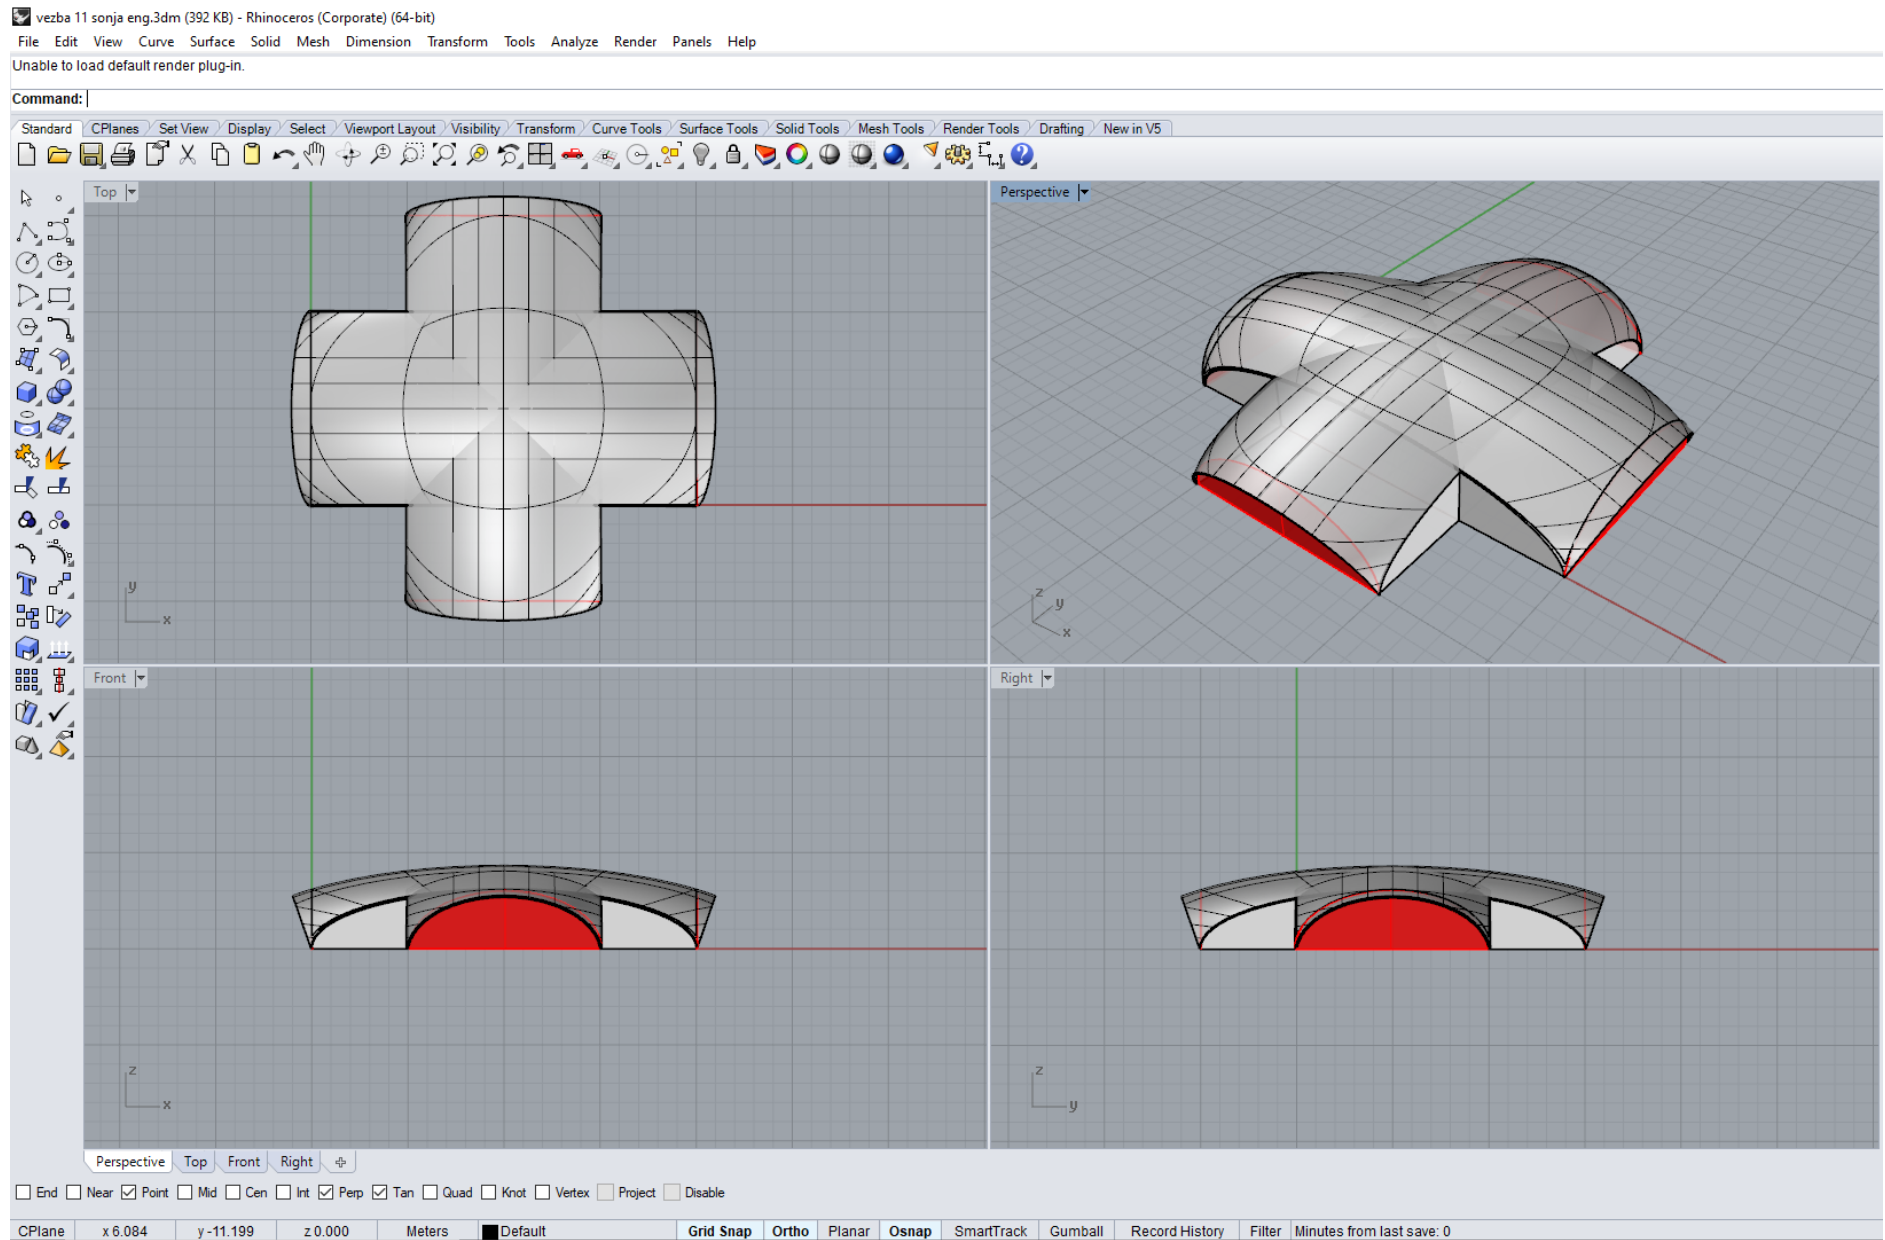 vezba 11 sonja eng.3dm (392 KB) - Rhinoceros (Corporate) (64-bit)
File Edit View Curve Surface Solid Mesh Dimension Transform Tools Analyze Render Panels Help
Unable to load default render plug-in.
Command:
Standard CPlanes Set View Display Select Viewport Layout Visibility Transform Curve Tools Surface Tools Solid Tools Mesh Tools Render Tools Drafting New in V5
Top
Perspective
y
x
z
y
x
Front
Right
z
x
z
y
Perspective Top Front Right
End Near Point Mid Cen Int Perp Tan Quad Knot Vertex Project Disable
CPlane x 6.084 y -11.199 z 0.000 Meters Default Grid Snap Ortho Planar Osnap SmartTrack Gumball Record History Filter Minutes from last save: 0